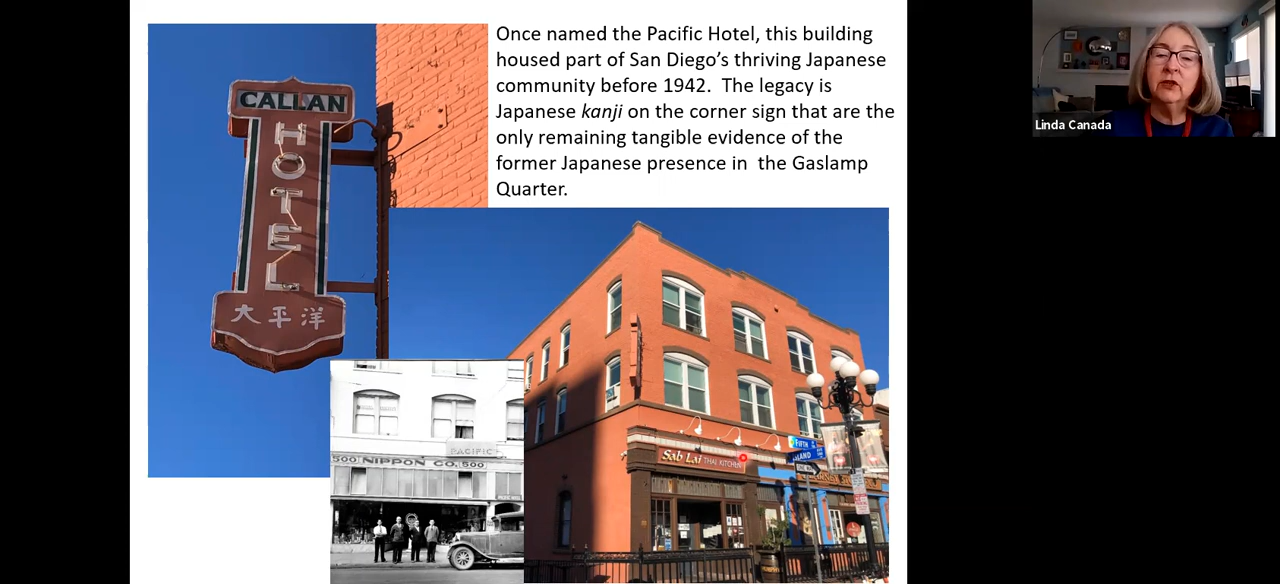 Once named the Pacific Hotel, this building
housed part of San Diego’s thriving Japanese
community before 1942.  The legacy is
Japanese kanji on the corner sign that are the
only remaining tangible evidence of the
former Japanese presence in  the Gaslamp
Quarter.
Linda Canada
CALLAN
HOTEL
大平洋
PACIFIC
500 NIPPON CO. 500
Sab Lai THAI KITCHEN
FIFTH
ISLAND